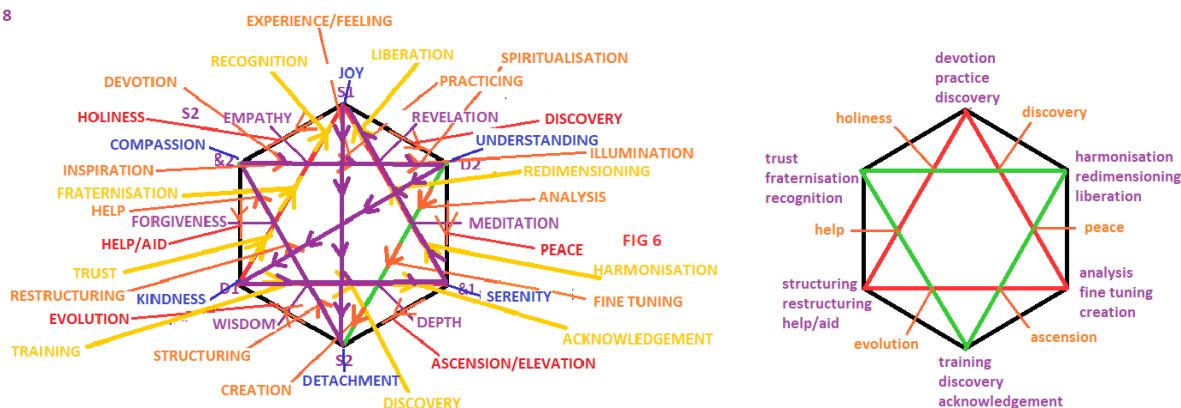 8
EXPERIENCE/FEELING
RECOGNITION
LIBERATION
JOY
SPIRITUALISATION
DEVOTION
PRACTICING
S1
HOLINESS
S2
EMPATHY
REVELATION
DISCOVERY
COMPASSION
UNDERSTANDING
&2
D2
ILLUMINATION
INSPIRATION
REDIMENSIONING
FRATERNISATION
ANALYSIS
HELP
FORGIVENESS
MEDITATION
HELP/AID
PEACE
FIG 6
TRUST
HARMONISATION
RESTRUCTURING
KINDNESS
D1
&1
SERENITY
FINE TUNING
EVOLUTION
WISDOM
DEPTH
ACKNOWLEDGEMENT
TRAINING
STRUCTURING
S2
ASCENSION/ELEVATION
CREATION
DETACHMENT
DISCOVERY
devotion
practice
discovery
holiness
discovery
trust
fraternisation
recognition
harmonisation
redimensioning
liberation
help
peace
structuring
restructuring
help/aid
analysis
fine tuning
creation
evolution
ascension
training
discovery
acknowledgement